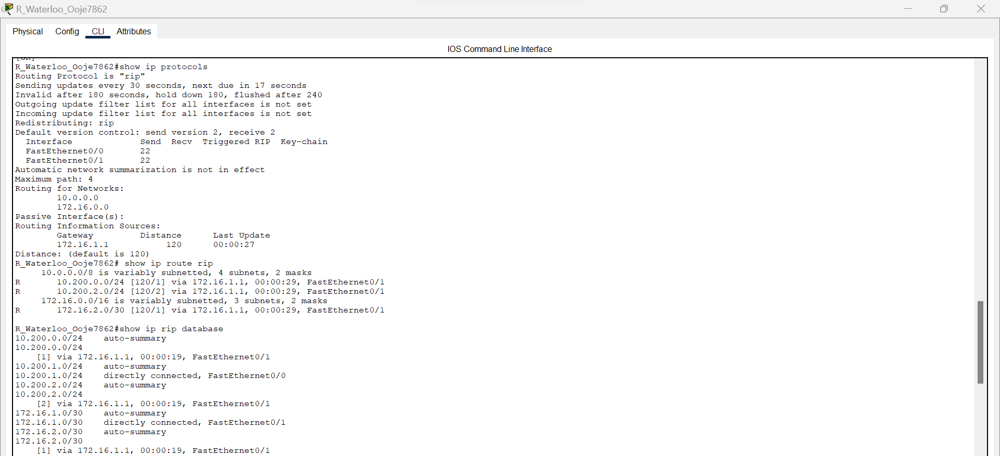 R_Waterloo_Ooje7862
Physical Config CLI Attributes
IOS Command Line Interface
[OK]
R_Waterloo_Ooje7862#show ip protocols
Routing Protocol is "rip"
Sending updates every 30 seconds, next due in 17 seconds
Invalid after 180 seconds, hold down 180, flushed after 240
Outgoing update filter list for all interfaces is not set
Incoming update filter list for all interfaces is not set
Redistributing: rip
Default version control: send version 2, receive 2
  Interface             Send  Recv  Triggered RIP  Key-chain
  FastEthernet0/0       22
  FastEthernet0/1       22
Automatic network summarization is not in effect
Maximum path: 4
Routing for Networks:
        10.0.0.0
        172.16.0.0
Passive Interface(s):
Routing Information Sources:
        Gateway         Distance      Last Update
        172.16.1.1           120      00:00:27
Distance: (default is 120)
R_Waterloo_Ooje7862# show ip route rip
     10.0.0.0/8 is variably subnetted, 4 subnets, 2 masks
R       10.200.0.0/24 [120/1] via 172.16.1.1, 00:00:29, FastEthernet0/1
R       10.200.2.0/24 [120/2] via 172.16.1.1, 00:00:29, FastEthernet0/1
     172.16.0.0/16 is variably subnetted, 3 subnets, 2 masks
R       172.16.2.0/30 [120/1] via 172.16.1.1, 00:00:29, FastEthernet0/1
R_Waterloo_Ooje7862#show ip rip database
10.200.0.0/24    auto-summary
10.200.0.0/24
    [1] via 172.16.1.1, 00:00:19, FastEthernet0/1
10.200.1.0/24    auto-summary
10.200.1.0/24    directly connected, FastEthernet0/0
10.200.2.0/24    auto-summary
10.200.2.0/24
    [2] via 172.16.1.1, 00:00:19, FastEthernet0/1
172.16.1.0/30    auto-summary
172.16.1.0/30    directly connected, FastEthernet0/1
172.16.2.0/30    auto-summary
172.16.2.0/30
    [1] via 172.16.1.1, 00:00:19, FastEthernet0/1